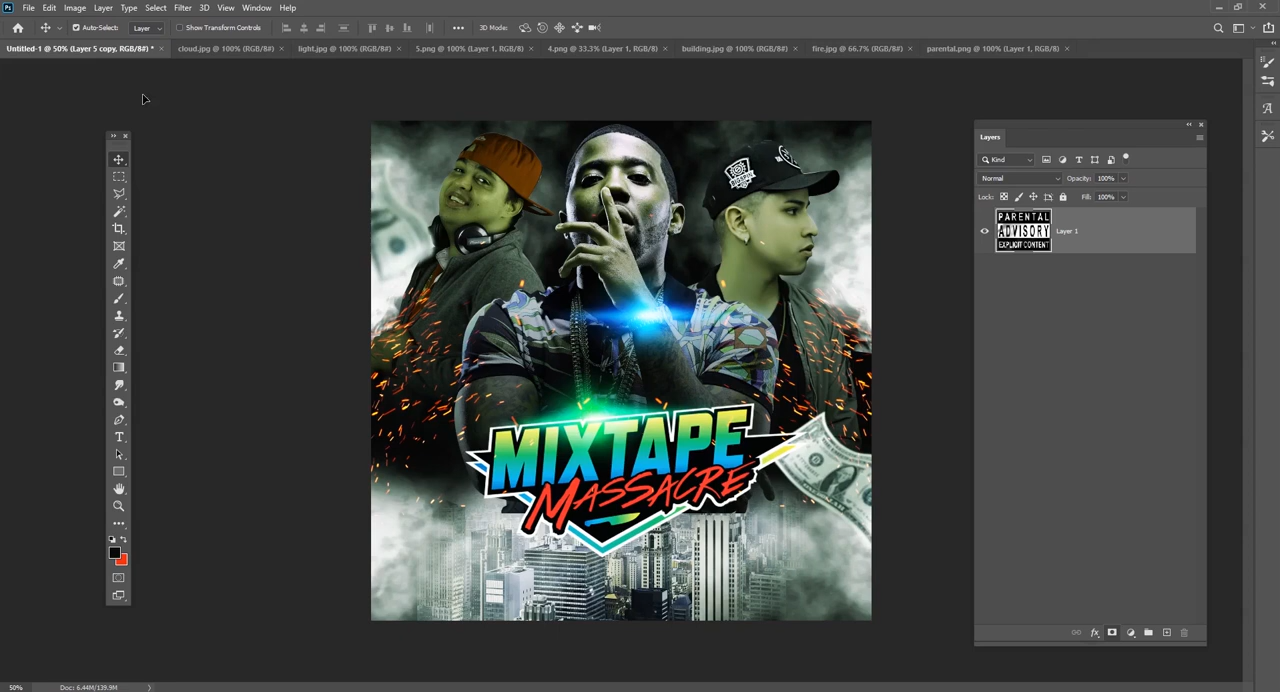 Ps File Edit Image Layer Type Select Filter 3D View Window Help
Auto-Select: Layer Show Transform Controls 3D Mode:
Untitled-1 @ 50% (Layer 5 copy, RGB/8#) * cloud.jpg @ 100% (RGB/8#) light.jpg @ 100% (RGB/8#) 5.png @ 100% (Layer 1, RGB/8) 4.png @ 33.3% (Layer 1, RGB/8) building.jpg @ 100% (RGB/8#) fire.jpg @ 66.7% (RGB/8#) parental.png @ 100% (Layer 1, RGB/8)
Layers
Kind
Normal Opacity: 100%
Lock: Fill: 100%
PARENTAL
ADVISORY
EXPLICIT CONTENT
Layer 1
MIXTAPE
MASSACRE
50% Doc: 6.44M/139.9M